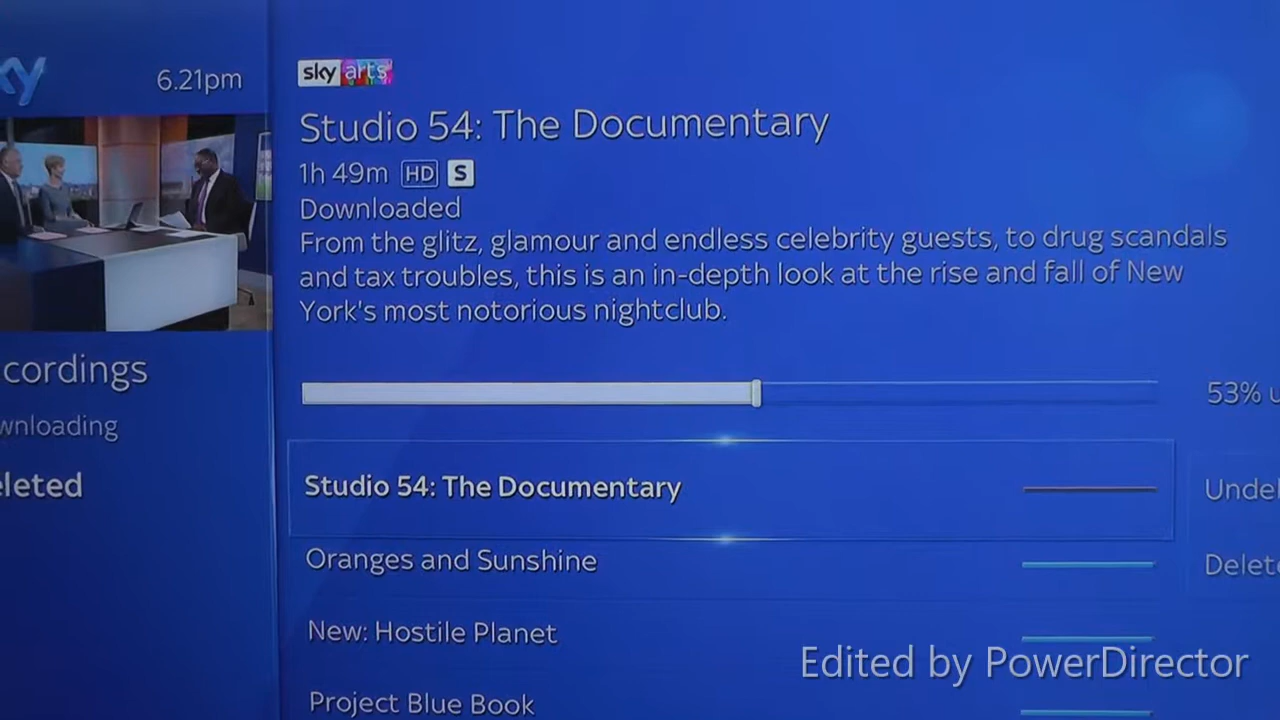 6.21pm
sky arts
Studio 54: The Documentary
1h 49m HD S
Downloaded
From the glitz, glamour and endless celebrity guests, to drug scandals
and tax troubles, this is an in-depth look at the rise and fall of New
York's most notorious nightclub.
cordings
wnloading
eleted
53% u
Studio 54: The Documentary
Undel
Oranges and Sunshine
Delete
New: Hostile Planet
Project Blue Book
Edited by PowerDirector